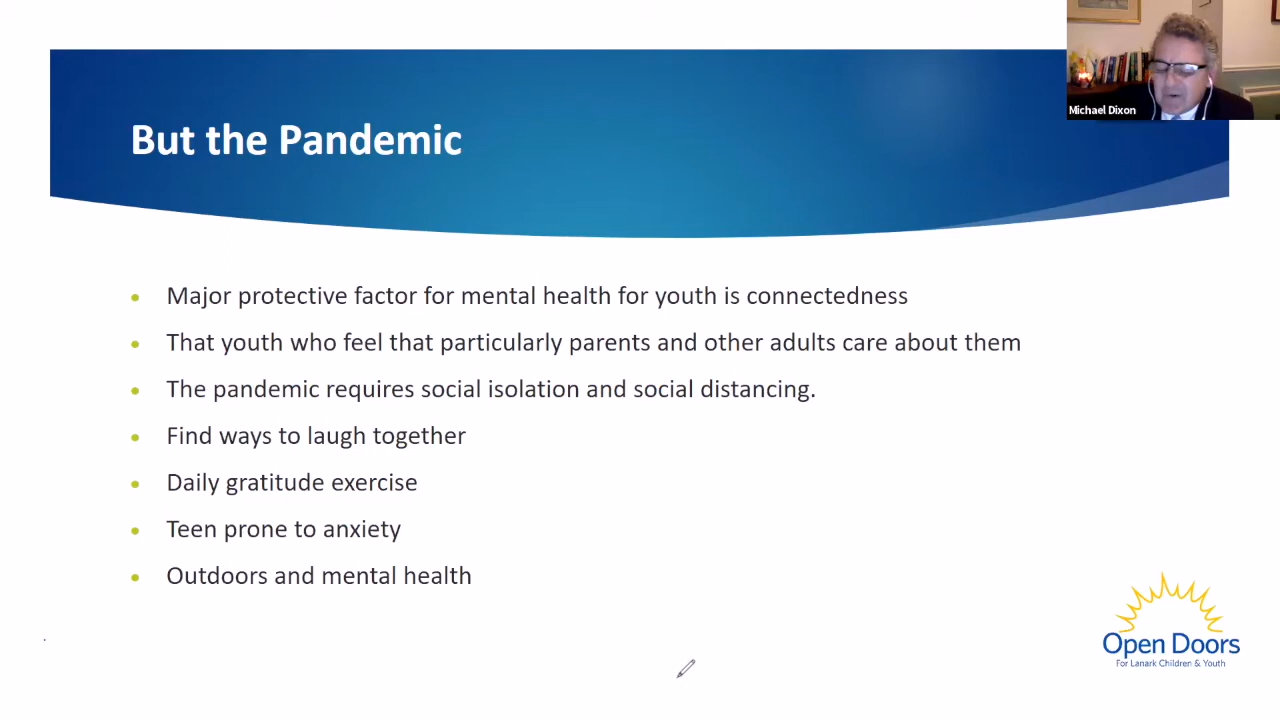 Michael Dixon
But the Pandemic
Major protective factor for mental health for youth is connectedness
That youth who feel that particularly parents and other adults care about them
The pandemic requires social isolation and social distancing.
Find ways to laugh together
Daily gratitude exercise
Teen prone to anxiety
Outdoors and mental health
.
Open Doors
For Lanark Children & Youth